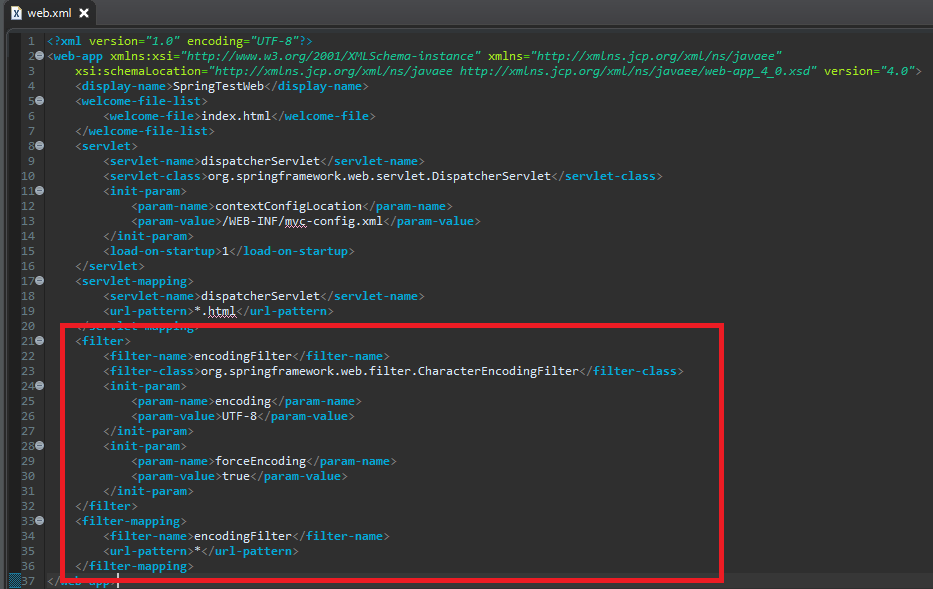 web.xml
1 <?xml version="1.0" encoding="UTF-8"?>
2 <web-app xmlns:xsi="http://www.w3.org/2001/XMLSchema-instance" xmlns="http://xmlns.jcp.org/xml/ns/javaee"
3 xsi:schemaLocation="http://xmlns.jcp.org/xml/ns/javaee http://xmlns.jcp.org/xml/ns/javaee/web-app_4_0.xsd" version="4.0">
4 <display-name>SpringTestWeb</display-name>
5 <welcome-file-list>
6 <welcome-file>index.html</welcome-file>
7 </welcome-file-list>
8 <servlet>
9 <servlet-name>dispatcherServlet</servlet-name>
10 <servlet-class>org.springframework.web.servlet.DispatcherServlet</servlet-class>
11 <init-param>
12 <param-name>contextConfigLocation</param-name>
13 <param-value>/WEB-INF/mvc-config.xml</param-value>
14 </init-param>
15 <load-on-startup>1</load-on-startup>
16 </servlet>
17 <servlet-mapping>
18 <servlet-name>dispatcherServlet</servlet-name>
19 <url-pattern>*.html</url-pattern>
20 </servlet-mapping>
21 <filter>
22 <filter-name>encodingFilter</filter-name>
23 <filter-class>org.springframework.web.filter.CharacterEncodingFilter</filter-class>
24 <init-param>
25 <param-name>encoding</param-name>
26 <param-value>UTF-8</param-value>
27 </init-param>
28 <init-param>
29 <param-name>forceEncoding</param-name>
30 <param-value>true</param-value>
31 </init-param>
32 </filter>
33 <filter-mapping>
34 <filter-name>encodingFilter</filter-name>
35 <url-pattern>*</url-pattern>
36 </filter-mapping>
37 </web-app>